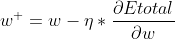 w⁺ = w − η * ∂Etotal / ∂w